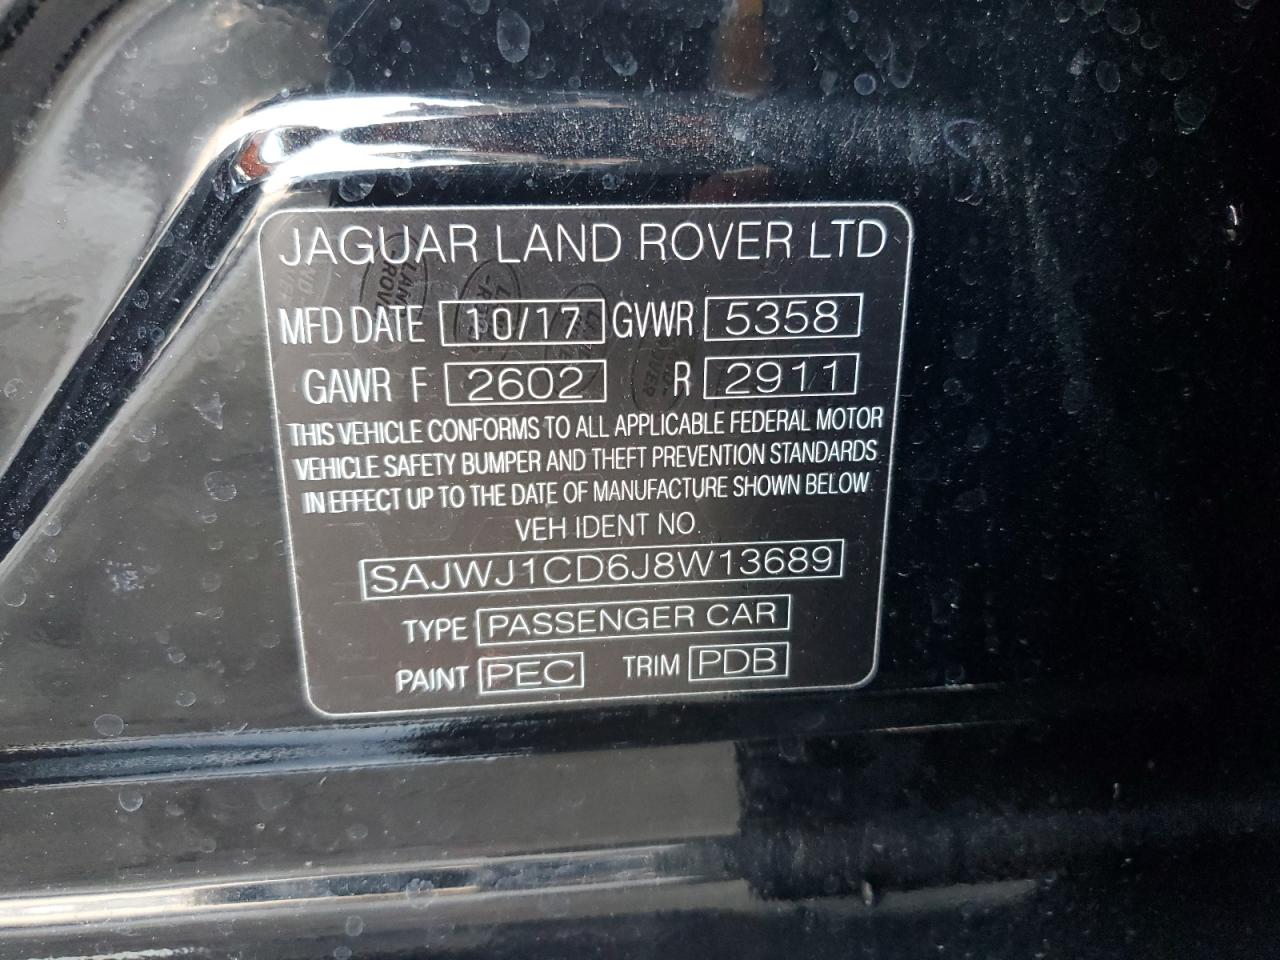 JAGUAR LAND ROVER LTD
MFD DATE 10/17 GVWR 5358
GAWR F 2602 R 2911
THIS VEHICLE CONFORMS TO ALL APPLICABLE FEDERAL MOTOR
VEHICLE SAFETY BUMPER AND THEFT PREVENTION STANDARDS
IN EFFECT UP TO THE DATE OF MANUFACTURE SHOWN BELOW
VEH IDENT NO.
SAJWJ1CD6J8W13689
TYPE PASSENGER CAR
PAINT PEC TRIM PDB